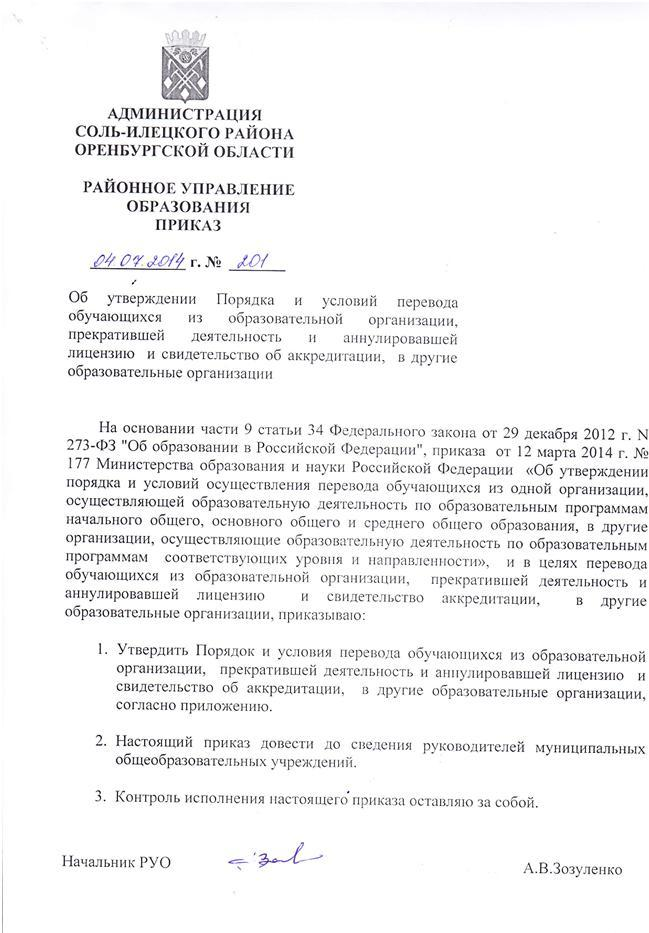 АДМИНИСТРАЦИЯ
СОЛЬ-ИЛЕЦКОГО РАЙОНА
ОРЕНБУРГСКОЙ ОБЛАСТИ
РАЙОННОЕ УПРАВЛЕНИЕ
ОБРАЗОВАНИЯ
ПРИКАЗ
04.07.2014 г. № 201
Об утверждении Порядка и условий перевода
обучающихся из образовательной организации,
прекратившей деятельность и аннулировавшей
лицензию и свидетельство об аккредитации, в другие
образовательные организации
На основании части 9 статьи 34 Федерального закона от 29 декабря 2012 г. N
273-ФЗ "Об образовании в Российской Федерации", приказа от 12 марта 2014 г. №
177 Министерства образования и науки Российской Федерации «Об утверждении
порядка и условий осуществления перевода обучающихся из одной организации,
осуществляющей образовательную деятельность по образовательным программам
начального общего, основного общего и среднего общего образования, в другие
организации, осуществляющие образовательную деятельность по образовательным
программам соответствующих уровня и направленности», и в целях перевода
обучающихся из образовательной организации, прекратившей деятельность и
аннулировавшей лицензию и свидетельство аккредитации, в другие
образовательные организации, приказываю:
1. Утвердить Порядок и условия перевода обучающихся из образовательной
организации, прекратившей деятельность и аннулировавшей лицензию и
свидетельство об аккредитации, в другие образовательные организации,
согласно приложению.
2. Настоящий приказ довести до сведения руководителей муниципальных
общеобразовательных учреждений.
3. Контроль исполнения настоящего приказа оставляю за собой.
Начальник РУО
А.В.Зозуленко